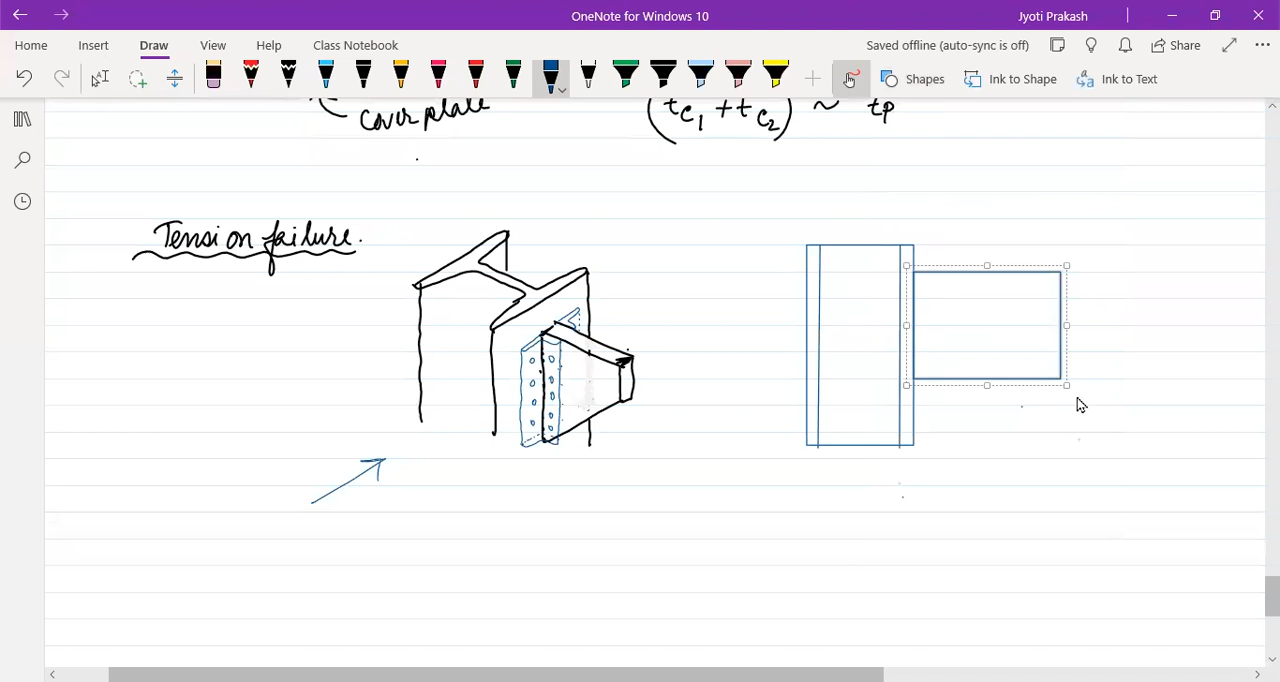 OneNote for Windows 10
Jyoti Prakash
Home Insert Draw View Help Class Notebook
Saved offline (auto-sync is off) Share
Shapes Ink to Shape Ink to Text
Cover plate
(tc₁ + tc₂) ~ tp
Tension failure.